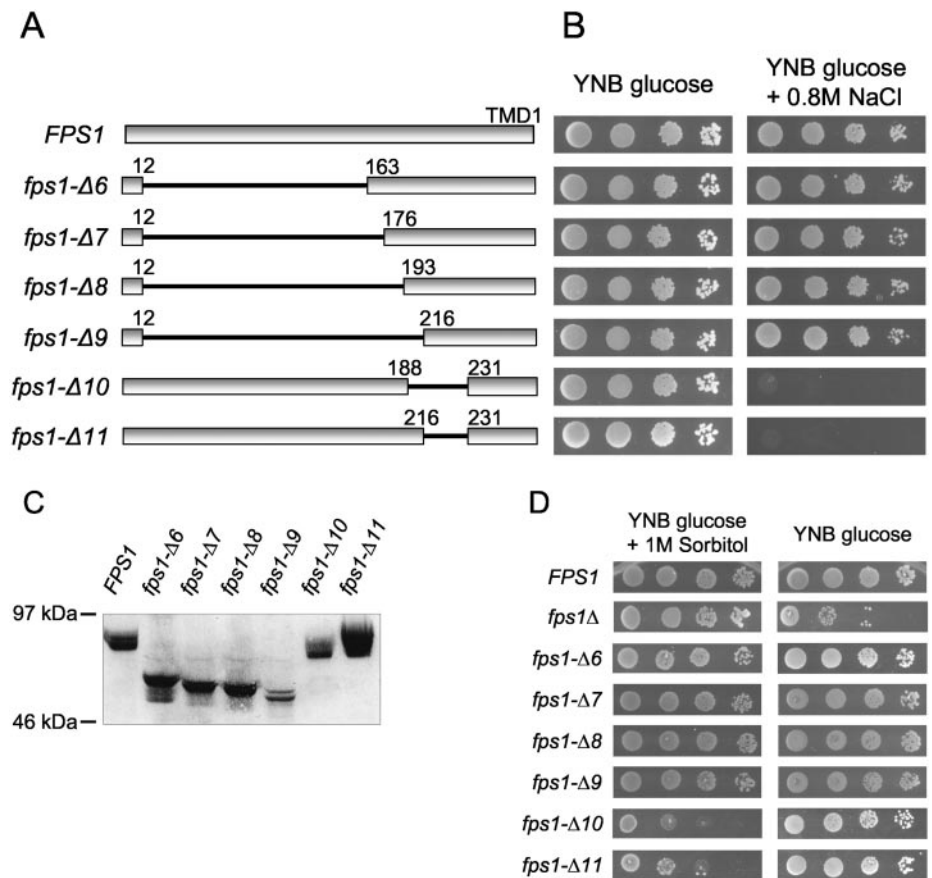 A
B
YNB glucose
YNB glucose
+ 0.8M NaCl
TMD1
FPS1
12
163
fps1-Δ6
12
176
fps1-Δ7
12
193
fps1-Δ8
12
216
fps1-Δ9
188
231
fps1-Δ10
216
231
fps1-Δ11
C
FPS1
fps1-Δ6
fps1-Δ7
fps1-Δ8
fps1-Δ9
fps1-Δ10
fps1-Δ11
97 kDa
46 kDa
D
YNB glucose
+ 1M Sorbitol
YNB glucose
FPS1
fps1Δ
fps1-Δ6
fps1-Δ7
fps1-Δ8
fps1-Δ9
fps1-Δ10
fps1-Δ11